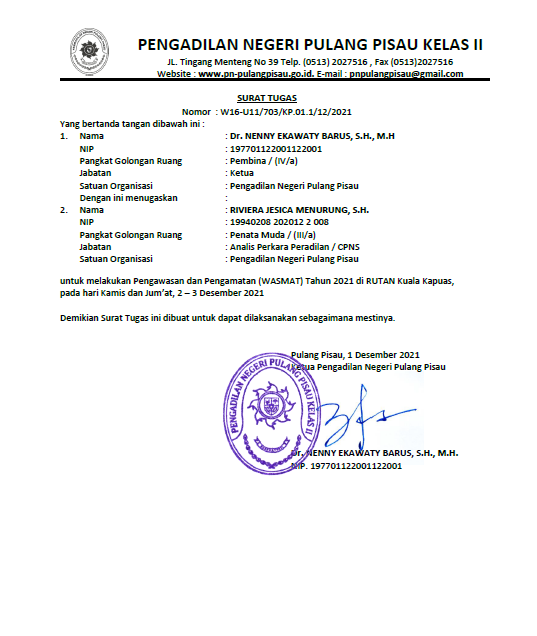 PENGADILAN NEGERI PULANG PISAU KELAS II
JL. Tingang Menteng No 39 Telp. (0513) 2027516 , Fax (0513)2027516
Website : www.pn-pulangpisau.go.id. E-mail : pnpulangpisau@gmail.com
SURAT TUGAS
Nomor : W16-U11/703/KP.01.1/12/2021
Yang bertanda tangan dibawah ini :
1. Nama : Dr. NENNY EKAWATY BARUS, S.H., M.H
NIP : 197701122001122001
Pangkat Golongan Ruang : Pembina / (IV/a)
Jabatan : Ketua
Satuan Organisasi : Pengadilan Negeri Pulang Pisau
Dengan ini menugaskan :
2. Nama : RIVIERA JESICA MENURUNG, S.H.
NIP : 19940208 202012 2 008
Pangkat Golongan Ruang : Penata Muda / (III/a)
Jabatan : Analis Perkara Peradilan / CPNS
Satuan Organisasi : Pengadilan Negeri Pulang Pisau
untuk melakukan Pengawasan dan Pengamatan (WASMAT) Tahun 2021 di RUTAN Kuala Kapuas,
pada hari Kamis dan Jum'at, 2 – 3 Desember 2021
Demikian Surat Tugas ini dibuat untuk dapat dilaksanakan sebagaimana mestinya.
Pulang Pisau, 1 Desember 2021
Ketua Pengadilan Negeri Pulang Pisau
PENGADILAN NEGERI PULANG PISAU KELAS II
Dr. NENNY EKAWATY BARUS, S.H., M.H.
NIP. 197701122001122001